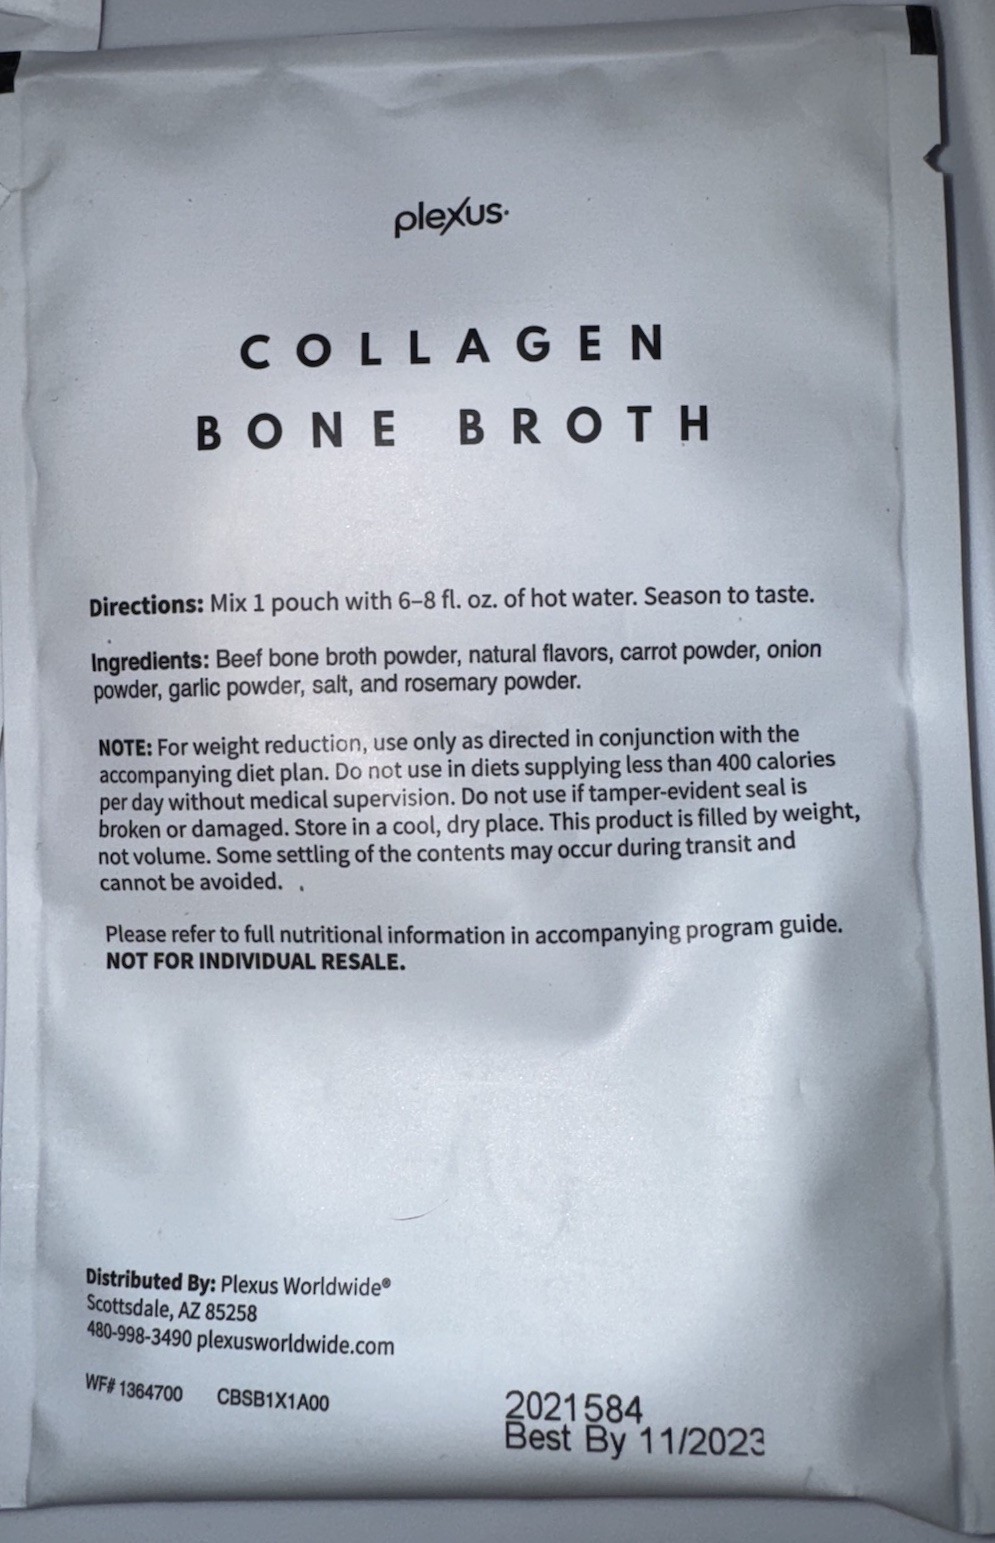 plexus.
COLLAGEN
BONE BROTH
Directions: Mix 1 pouch with 6–8 fl. oz. of hot water. Season to taste.
Ingredients: Beef bone broth powder, natural flavors, carrot powder, onion
powder, garlic powder, salt, and rosemary powder.
NOTE: For weight reduction, use only as directed in conjunction with the
accompanying diet plan. Do not use in diets supplying less than 400 calories
per day without medical supervision. Do not use if tamper-evident seal is
broken or damaged. Store in a cool, dry place. This product is filled by weight,
not volume. Some settling of the contents may occur during transit and
cannot be avoided.
Please refer to full nutritional information in accompanying program guide.
NOT FOR INDIVIDUAL RESALE.
Distributed By: Plexus Worldwide®
Scottsdale, AZ 85258
480-998-3490 plexusworldwide.com
WF# 1364700 CBSB1X1A00
2021584
Best By 11/2023